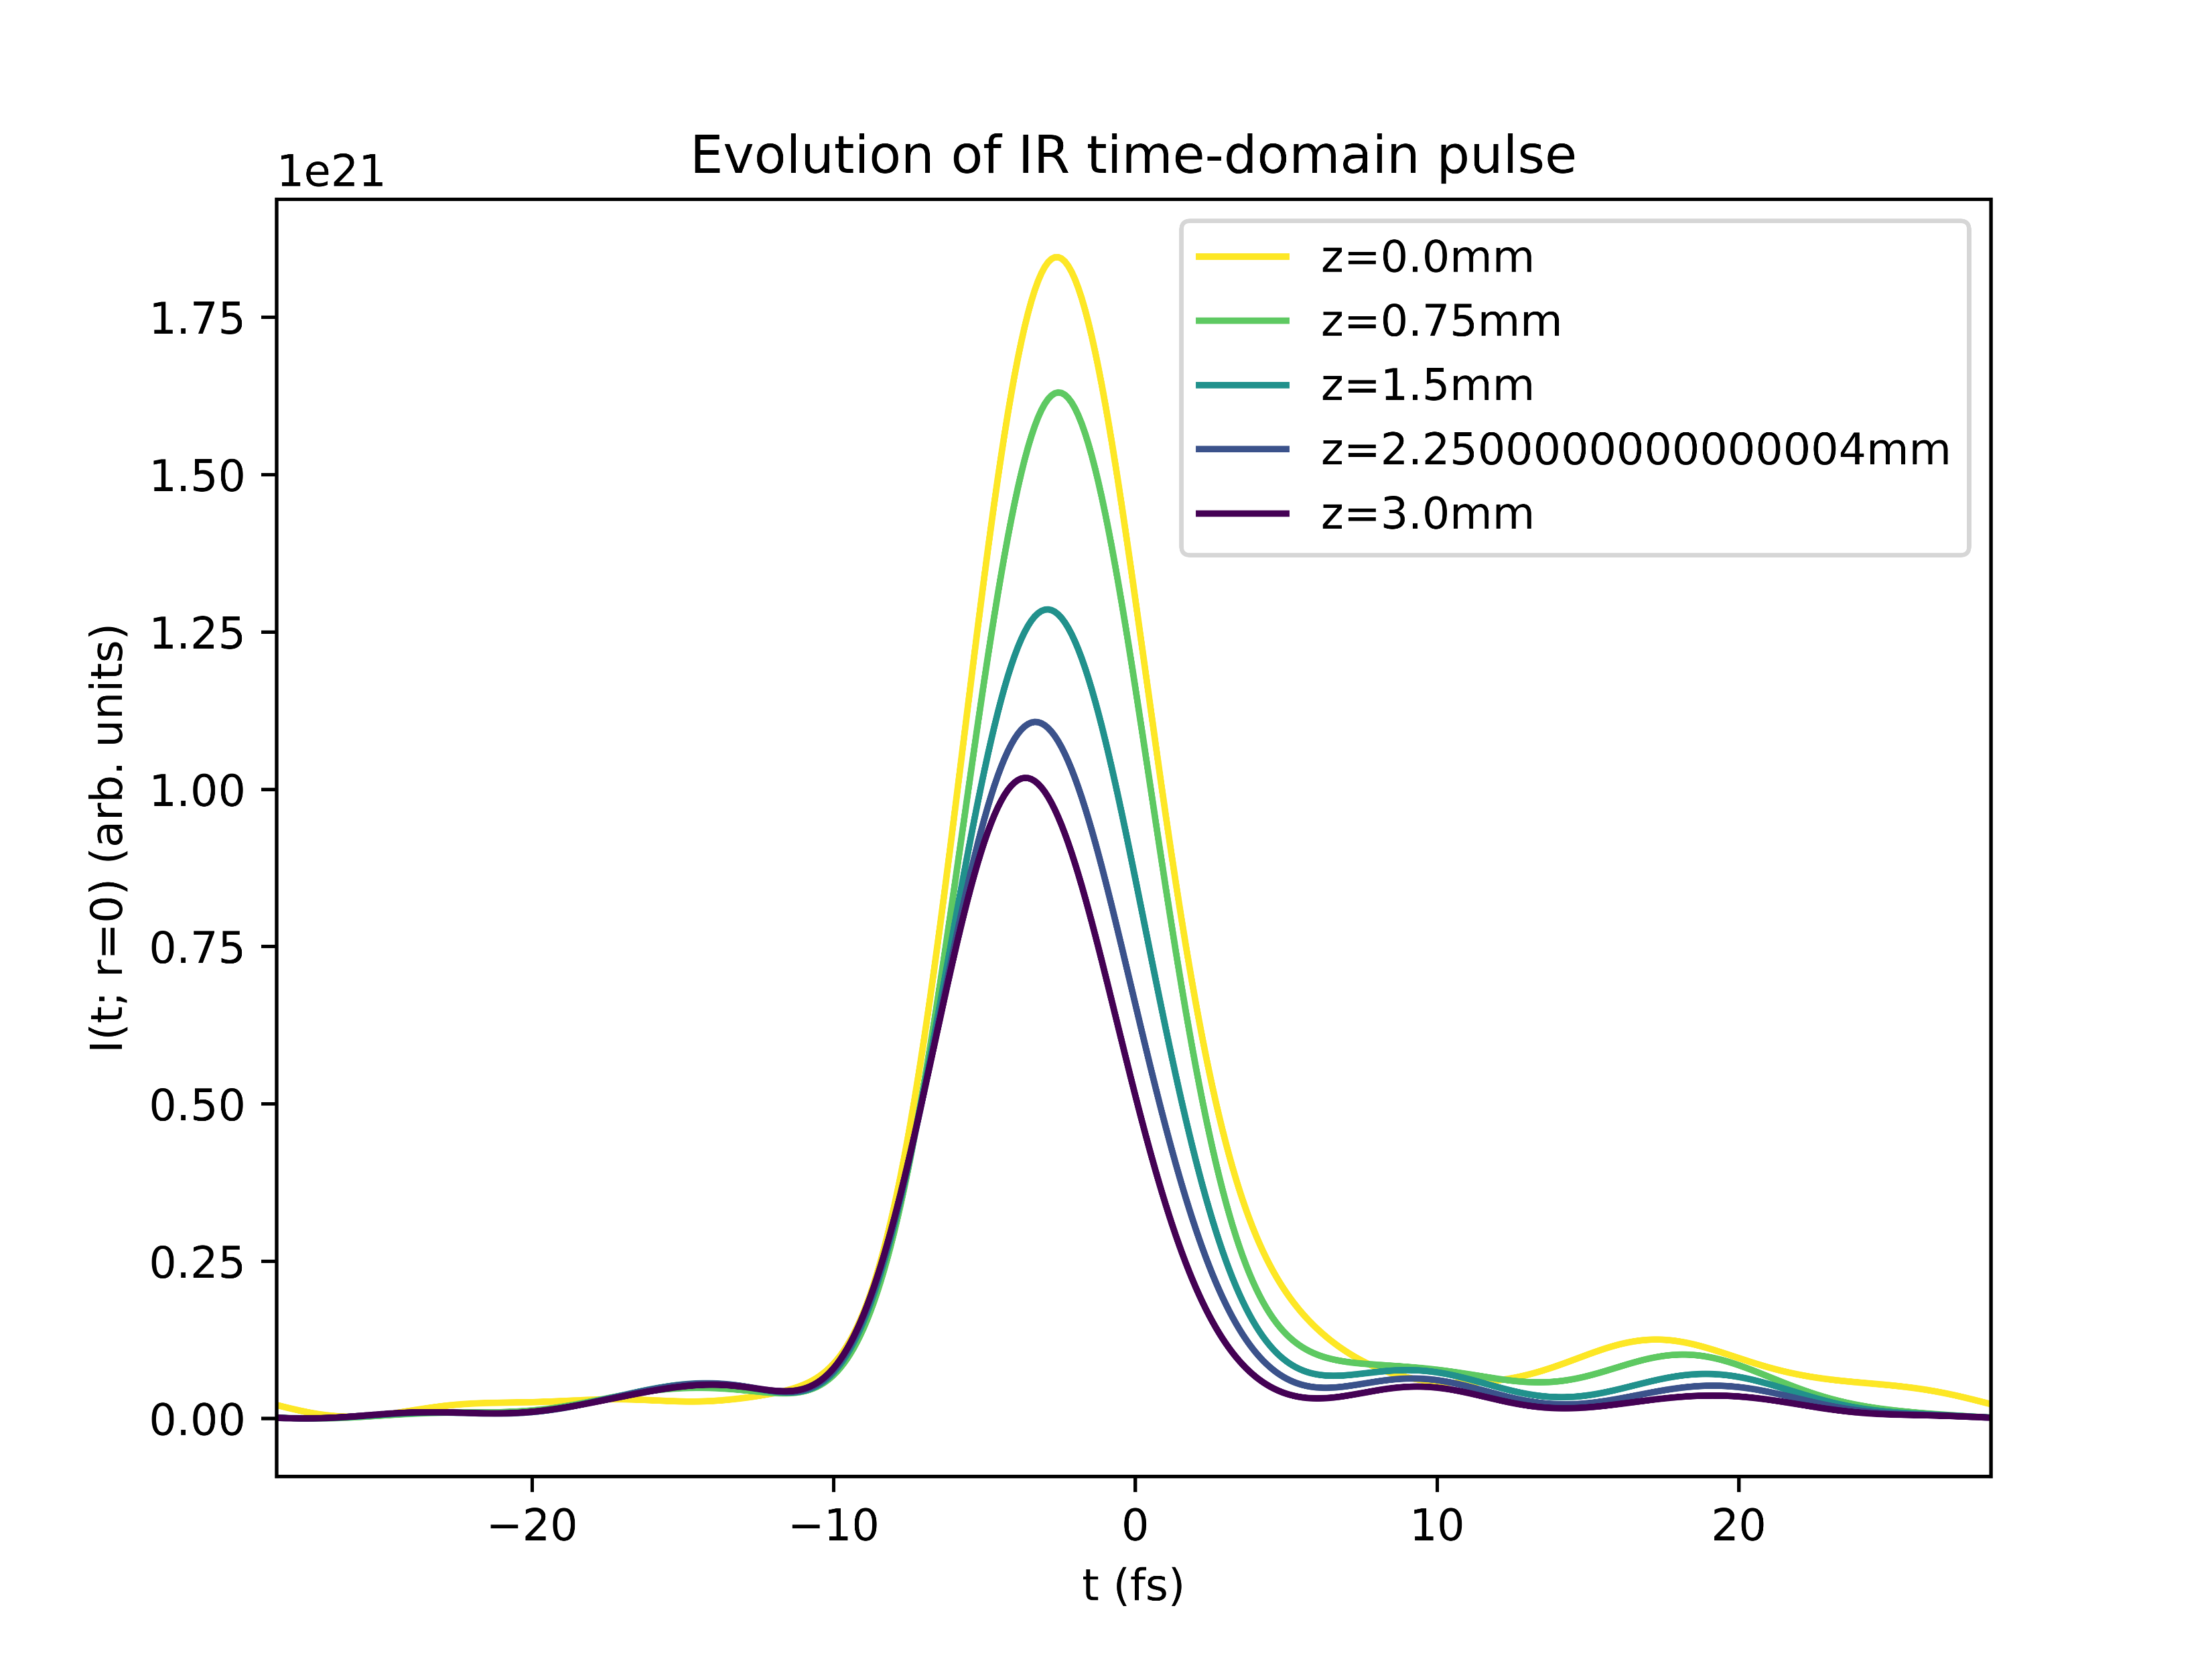 Evolution of IR time-domain pulse
1e21
z=0.0mm
z=0.75mm
z=1.5mm
z=2.2500000000000004mm
z=3.0mm
1.75
1.50
1.25
1.00
0.75
0.50
0.25
0.00
I(t; r=0) (arb. units)
−20
−10
0
10
20
t (fs)